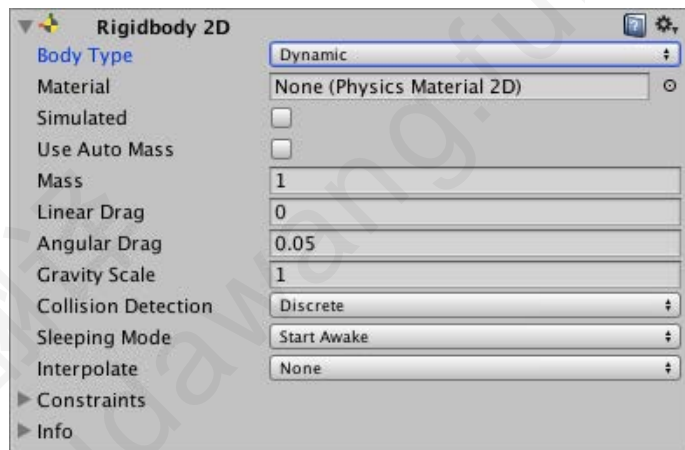 Rigidbody 2D
Body Type Dynamic
Material None (Physics Material 2D)
Simulated
Use Auto Mass
Mass 1
Linear Drag 0
Angular Drag 0.05
Gravity Scale 1
Collision Detection Discrete
Sleeping Mode Start Awake
Interpolate None
Constraints
Info